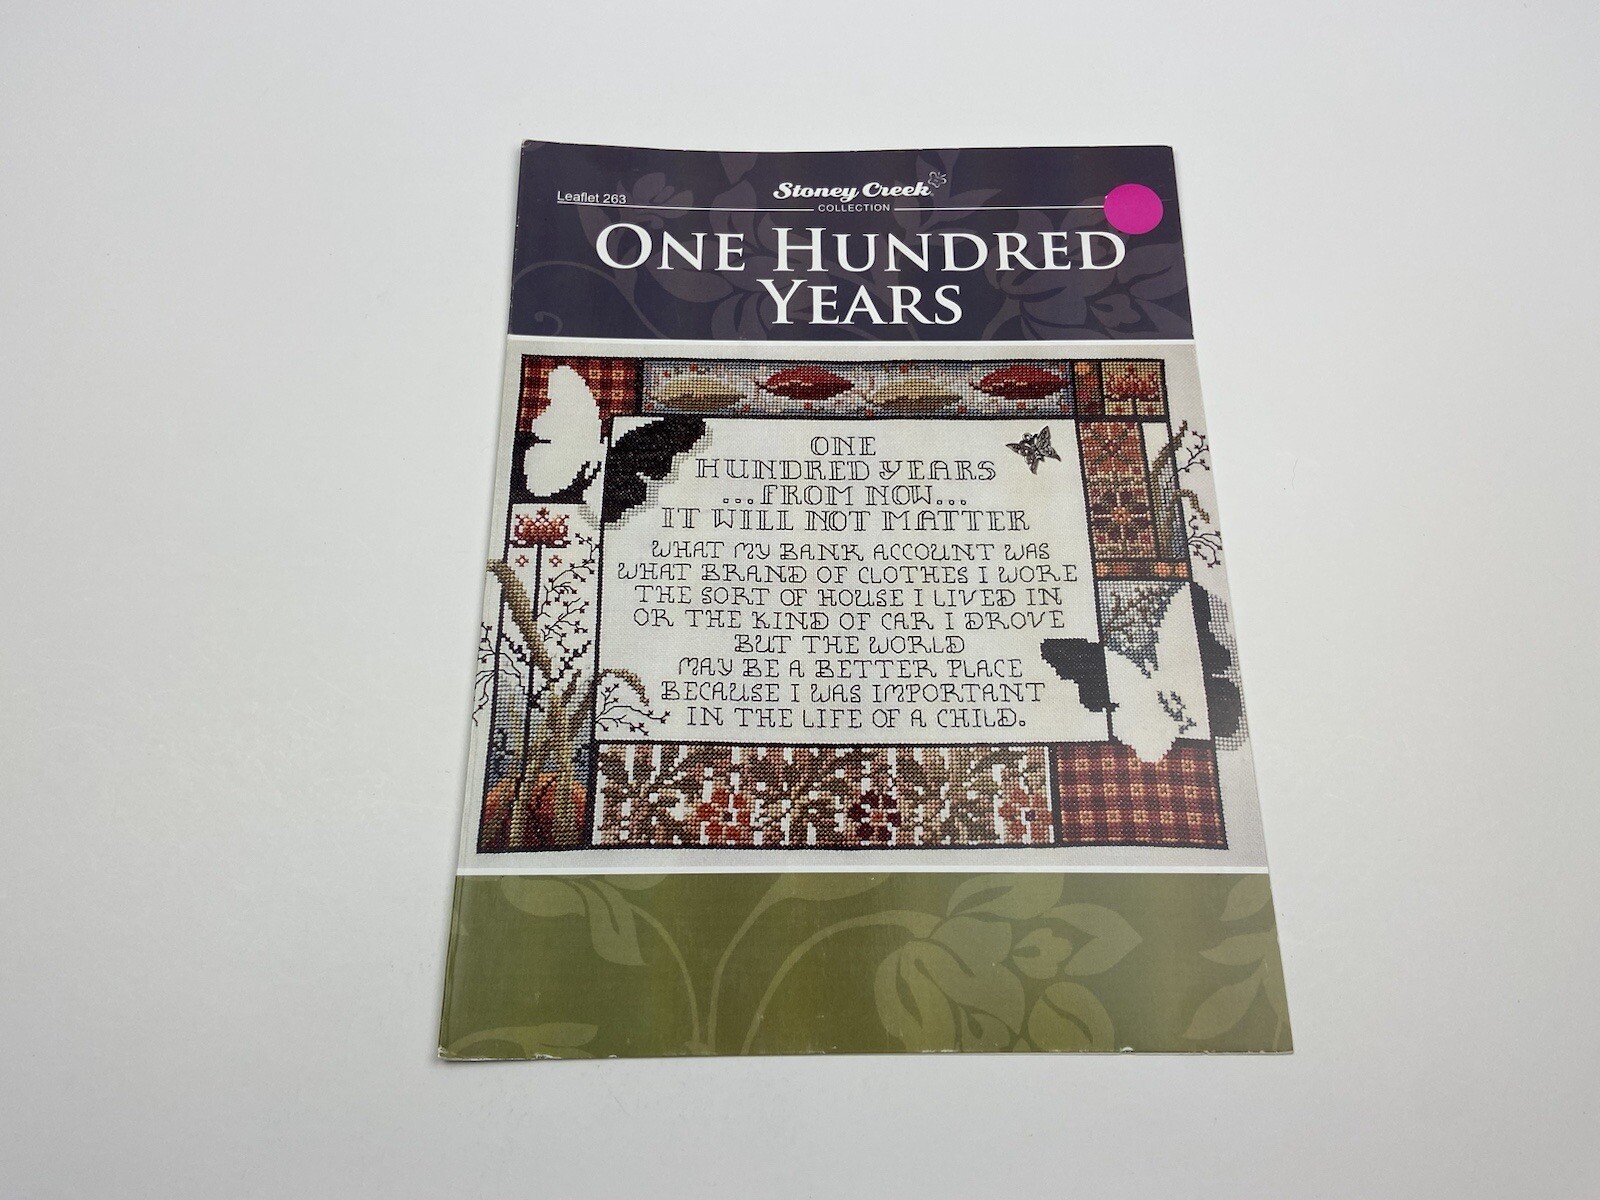 Leaflet 263
Stoney Creek
COLLECTION
ONE HUNDRED
YEARS
ONE
HUNDRED YEARS
...FROM NOW...
IT WILL NOT MATTER
WHAT MY BANK ACCOUNT WAS
WHAT BRAND OF CLOTHES I WORE
THE SORT OF HOUSE I LIVED IN
OR THE KIND OF CAR I DROVE
BUT THE WORLD
MAY BE A BETTER PLACE
BECAUSE I WAS IMPORTANT
IN THE LIFE OF A CHILD.